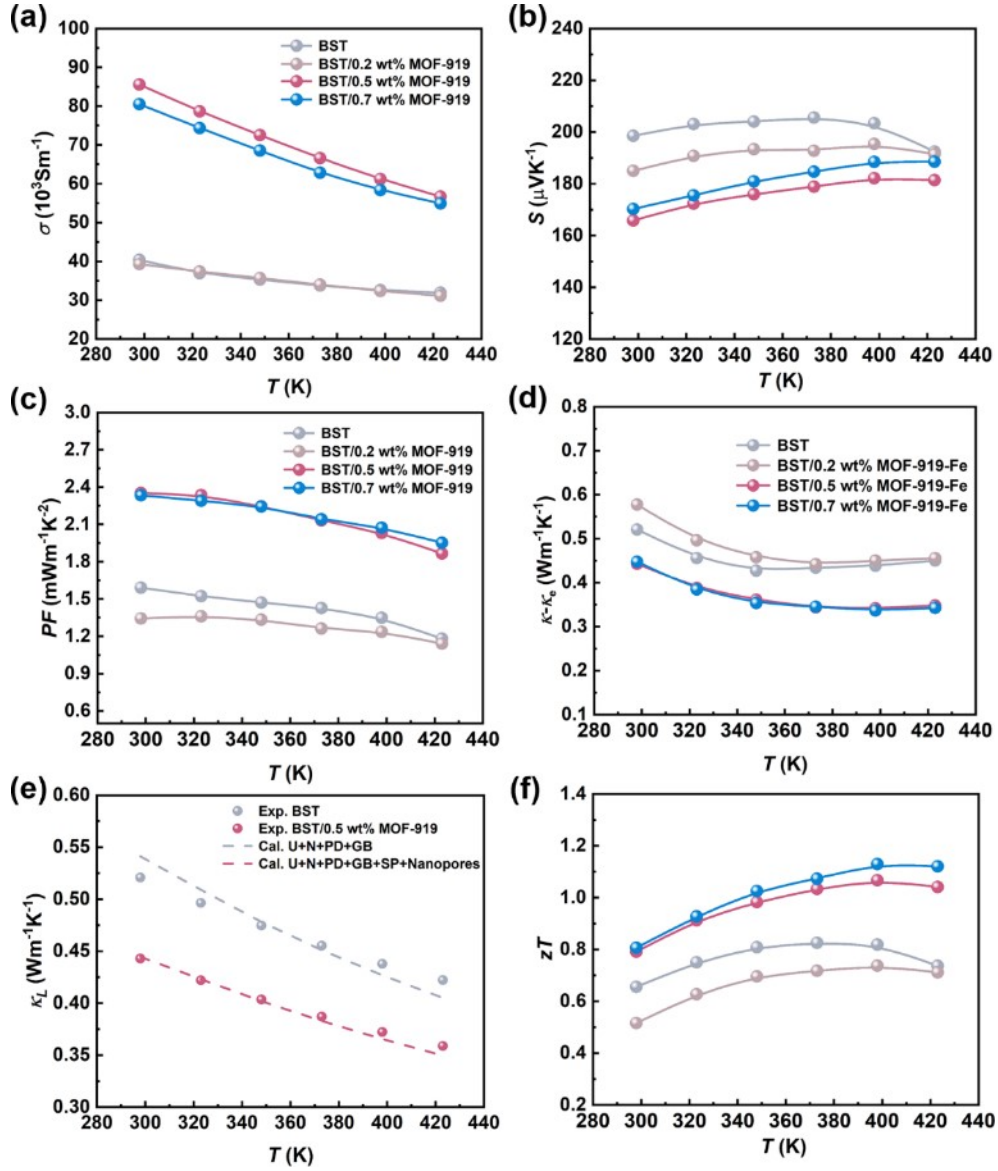 (a)
100
90
80
70
60
50
40
30
20
σ (10³Sm⁻¹)
BST
BST/0.2 wt% MOF-919
BST/0.5 wt% MOF-919
BST/0.7 wt% MOF-919
280 300 320 340 360 380 400 420 440
T (K)
(b)
240
220
200
180
160
140
120
S (μVK⁻¹)
280 300 320 340 360 380 400 420 440
T (K)
(c)
3.0
2.7
2.4
2.1
1.8
1.5
1.2
0.9
0.6
PF (mWm⁻¹K⁻²)
BST
BST/0.2 wt% MOF-919
BST/0.5 wt% MOF-919
BST/0.7 wt% MOF-919
280 300 320 340 360 380 400 420 440
T (K)
(d)
0.8
0.7
0.6
0.5
0.4
0.3
0.2
0.1
κ-κe (Wm⁻¹K⁻¹)
BST
BST/0.2 wt% MOF-919-Fe
BST/0.5 wt% MOF-919-Fe
BST/0.7 wt% MOF-919-Fe
280 300 320 340 360 380 400 420 440
T (K)
(e)
0.60
0.55
0.50
0.45
0.40
0.35
0.30
κL (Wm⁻¹K⁻¹)
Exp. BST
Exp. BST/0.5 wt% MOF-919
Cal. U+N+PD+GB
Cal. U+N+PD+GB+SP+Nanopores
280 300 320 340 360 380 400 420 440
T (K)
(f)
1.4
1.2
1.0
0.8
0.6
0.4
0.2
zT
280 300 320 340 360 380 400 420 440
T (K)